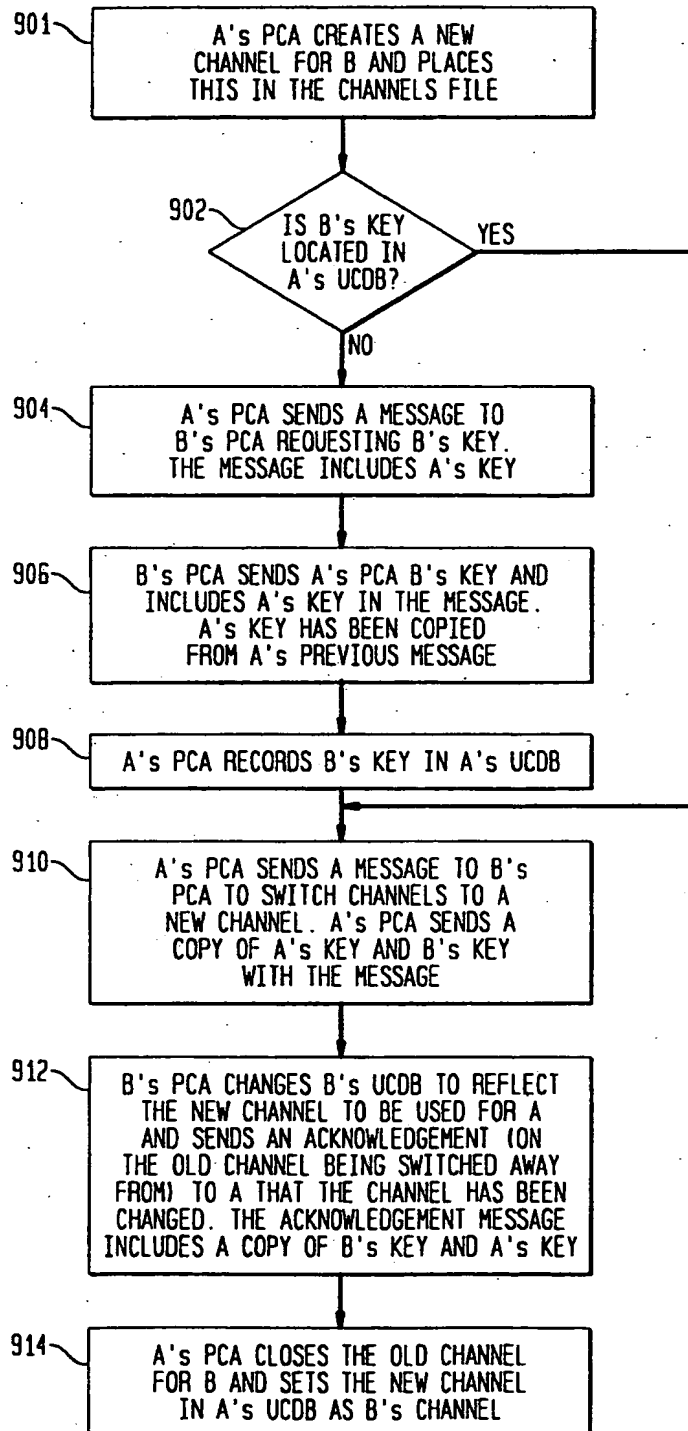 901
A's PCA CREATES A NEW
CHANNEL FOR B AND PLACES
THIS IN THE CHANNELS FILE
902
IS B's KEY
LOCATED IN
A's UCDB?
YES
NO
904
A's PCA SENDS A MESSAGE TO
B's PCA REQUESTING B's KEY.
THE MESSAGE INCLUDES A's KEY
906
B's PCA SENDS A's PCA B's KEY AND
INCLUDES A's KEY IN THE MESSAGE.
A's KEY HAS BEEN COPIED
FROM A's PREVIOUS MESSAGE
908
A's PCA RECORDS B's KEY IN A's UCDB
910
A's PCA SENDS A MESSAGE TO B's
PCA TO SWITCH CHANNELS TO A
NEW CHANNEL. A's PCA SENDS A
COPY OF A's KEY AND B's KEY
WITH THE MESSAGE
912
B's PCA CHANGES B's UCDB TO REFLECT
THE NEW CHANNEL TO BE USED FOR A
AND SENDS AN ACKNOWLEDGEMENT (ON
THE OLD CHANNEL BEING SWITCHED AWAY
FROM) TO A THAT THE CHANNEL HAS BEEN
CHANGED. THE ACKNOWLEDGEMENT MESSAGE
INCLUDES A COPY OF B's KEY AND A's KEY
914
A's PCA CLOSES THE OLD CHANNEL
FOR B AND SETS THE NEW CHANNEL
IN A's UCDB AS B's CHANNEL